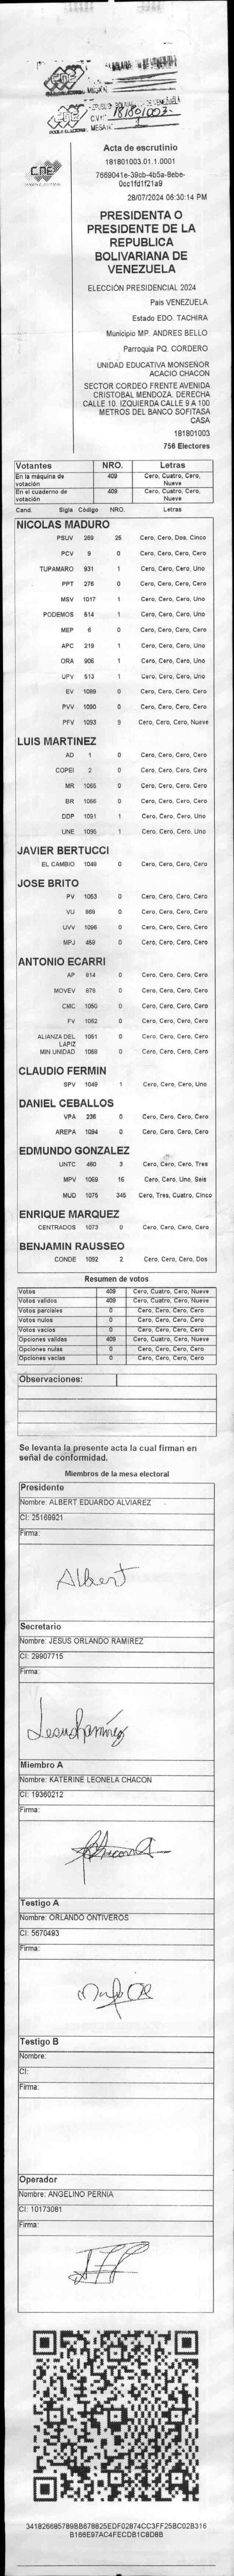 CNE
181801003
1
CNE
Acta de escrutinio
181801003.01.1.0001
7669041e-39cb-4b5a-8ebe-
0cc1fd1f21a9
28/07/2024 06:30:14 PM
PRESIDENTA O
PRESIDENTE DE LA
REPUBLICA
BOLIVARIANA DE
VENEZUELA
ELECCIÓN PRESIDENCIAL 2024
Pais VENEZUELA
Estado EDO. TACHIRA
Municipio MP. ANDRES BELLO
Parroquia PQ. CORDERO
UNIDAD EDUCATIVA MONSEÑOR
ACACIO CHACON
SECTOR CORDEO FRENTE AVENIDA
CRISTOBAL MENDOZA. DERECHA
CALLE 10. IZQUIERDA CALLE 9 A 100
METROS DEL BANCO SOFITASA
CASA
181801003
756 Electores
Votantes NRO. Letras
En la máquina de votación 409 Cero, Cuatro, Cero, Nueve
En el cuaderno de votación 409 Cero, Cuatro, Cero, Nueve
Cand. Sigla Código NRO. Letras
NICOLAS MADURO
PSUV 269 25 Cero, Cero, Dos, Cinco
PCV 9 0 Cero, Cero, Cero, Cero
TUPAMARO 931 1 Cero, Cero, Cero, Uno
PPT 276 0 Cero, Cero, Cero, Cero
MSV 1017 1 Cero, Cero, Cero, Uno
PODEMOS 614 1 Cero, Cero, Cero, Uno
MEP 6 0 Cero, Cero, Cero, Cero
APC 219 1 Cero, Cero, Cero, Uno
ORA 906 1 Cero, Cero, Cero, Uno
UPV 513 1 Cero, Cero, Cero, Uno
EV 1089 0 Cero, Cero, Cero, Cero
PVV 1090 0 Cero, Cero, Cero, Cero
PFV 1093 9 Cero, Cero, Cero, Nueve
LUIS MARTINEZ
AD 1 0 Cero, Cero, Cero, Cero
COPEI 2 0 Cero, Cero, Cero, Cero
MR 1055 0 Cero, Cero, Cero, Cero
BR 1066 0 Cero, Cero, Cero, Cero
DDP 1091 1 Cero, Cero, Cero, Uno
UNE 1095 1 Cero, Cero, Cero, Uno
JAVIER BERTUCCI
EL CAMBIO 1048 0 Cero, Cero, Cero, Cero
JOSE BRITO
PV 1053 0 Cero, Cero, Cero, Cero
VU 868 0 Cero, Cero, Cero, Cero
UVV 1096 0 Cero, Cero, Cero, Cero
MPJ 459 0 Cero, Cero, Cero, Cero
ANTONIO ECARRI
AP 814 0 Cero, Cero, Cero, Cero
MOVEV 879 0 Cero, Cero, Cero, Cero
CMC 1050 0 Cero, Cero, Cero, Cero
FV 1052 0 Cero, Cero, Cero, Cero
ALIANZA DEL LAPIZ 1051 0 Cero, Cero, Cero, Cero
MIN UNIDAD 1058 0 Cero, Cero, Cero, Cero
CLAUDIO FERMIN
SPV 1049 1 Cero, Cero, Cero, Uno
DANIEL CEBALLOS
VPA 236 0 Cero, Cero, Cero, Cero
AREPA 1094 0 Cero, Cero, Cero, Cero
EDMUNDO GONZALEZ
UNTC 460 3 Cero, Cero, Cero, Tres
MPV 1069 16 Cero, Cero, Uno, Seis
MUD 1075 345 Cero, Tres, Cuatro, Cinco
ENRIQUE MARQUEZ
CENTRADOS 1073 0 Cero, Cero, Cero, Cero
BENJAMIN RAUSSEO
CONDE 1092 2 Cero, Cero, Cero, Dos
Resumen de votos
Votos 409 Cero, Cuatro, Cero, Nueve
Votos validos 409 Cero, Cuatro, Cero, Nueve
Votos parciales 0 Cero, Cero, Cero, Cero
Votos nulos 0 Cero, Cero, Cero, Cero
Votos vacios 0 Cero, Cero, Cero, Cero
Opciones validas 409 Cero, Cuatro, Cero, Nueve
Opciones nulas 0 Cero, Cero, Cero, Cero
Opciones vacias 0 Cero, Cero, Cero, Cero
Observaciones:
Se levanta la presente acta la cual firman en
señal de conformidad.
Miembros de la mesa electoral
Presidente
Nombre: ALBERT EDUARDO ALVIAREZ
CI: 25169921
Firma:
Albert
Secretario
Nombre: JESUS ORLANDO RAMIREZ
CI: 29907715
Firma:
Jesus Ramirez
Miembro A
Nombre: KATERINE LEONELA CHACON
CI: 19360212
Firma:
Testigo A
Nombre: ORLANDO ONTIVEROS
CI: 5670493
Firma:
Testigo B
Nombre:
CI:
Firma:
Operador
Nombre: ANGELINO PERNIA
CI: 10173081
Firma:
341826685789BB678825EDF02874CC3FF25BC02B316
B166E97AC4FECDB1C8D8B